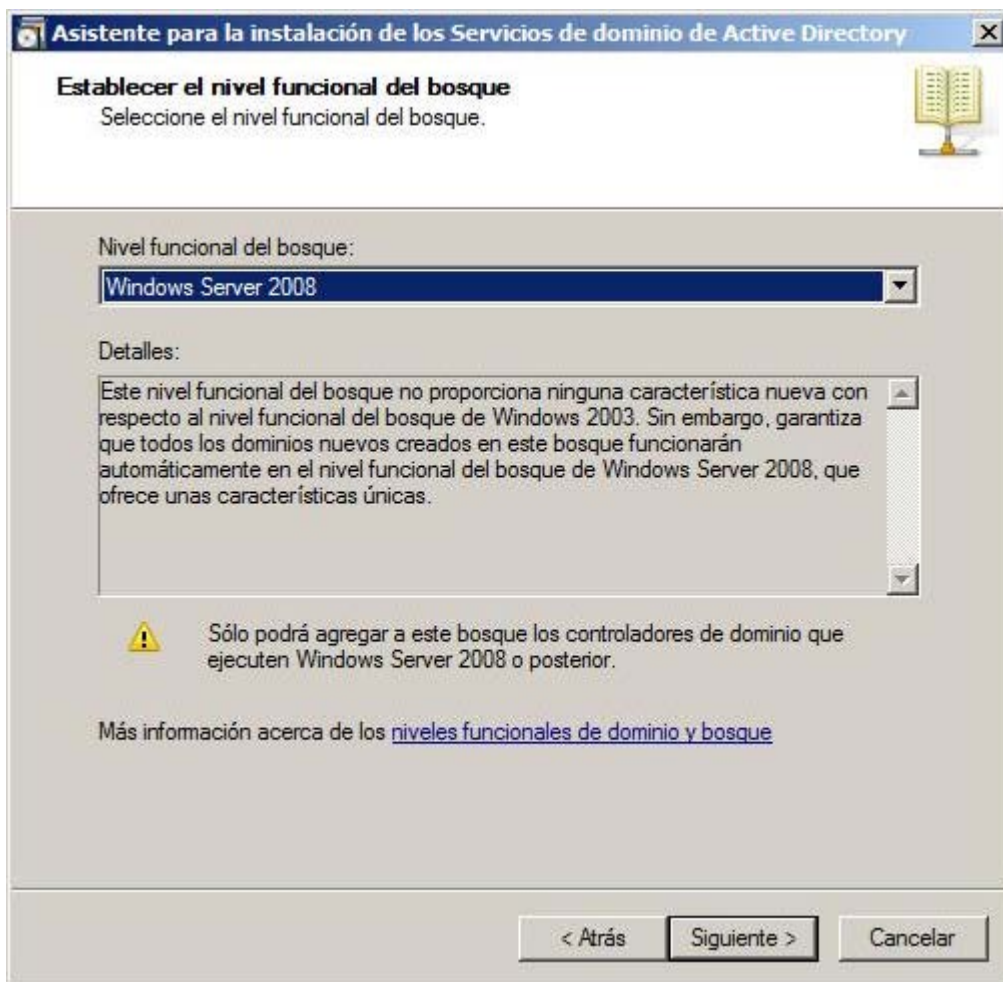 Asistente para la instalación de los Servicios de dominio de Active Directory
Establecer el nivel funcional del bosque
Seleccione el nivel funcional del bosque.
Nivel funcional del bosque:
Windows Server 2008
Detalles:
Este nivel funcional del bosque no proporciona ninguna característica nueva con
respecto al nivel funcional del bosque de Windows 2003. Sin embargo, garantiza
que todos los dominios nuevos creados en este bosque funcionarán
automáticamente en el nivel funcional del bosque de Windows Server 2008, que
ofrece unas características únicas.
Sólo podrá agregar a este bosque los controladores de dominio que
ejecuten Windows Server 2008 o posterior.
Más información acerca de los niveles funcionales de dominio y bosque
< Atrás Siguiente > Cancelar